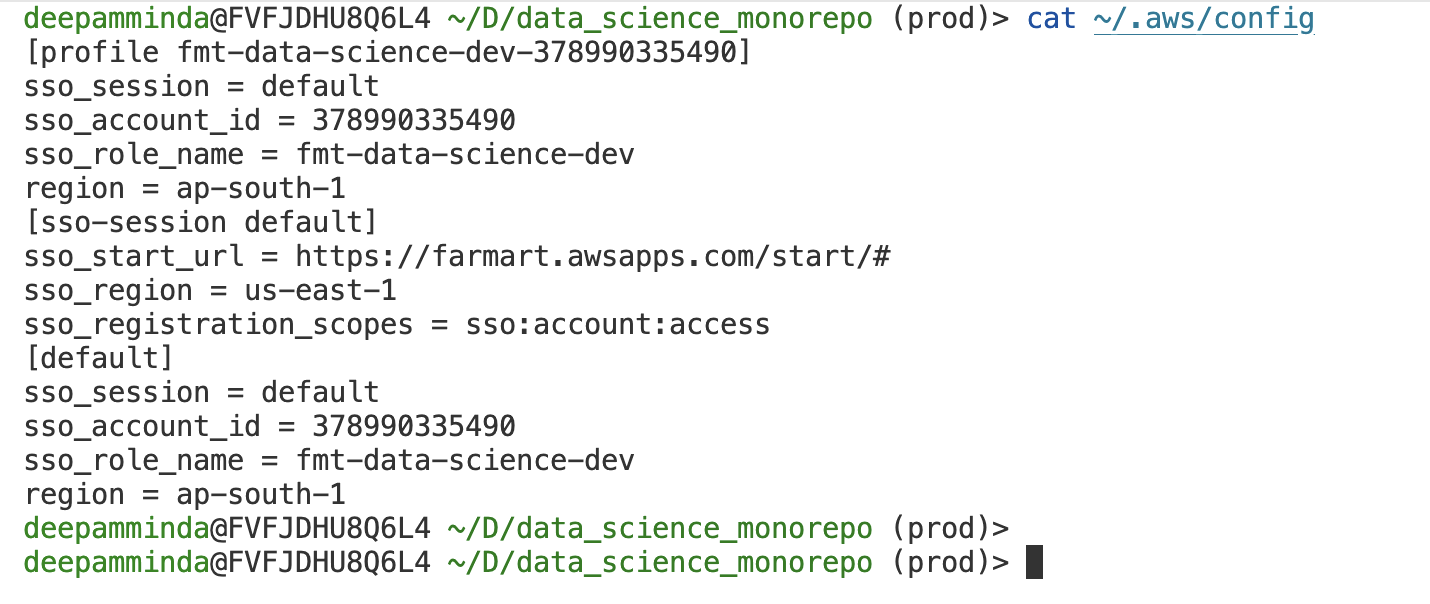 deepamminda@FVFJDHU8Q6L4 ~/D/data_science_monorepo (prod)> cat ~/.aws/config
[profile fmt-data-science-dev-378990335490]
sso_session = default
sso_account_id = 378990335490
sso_role_name = fmt-data-science-dev
region = ap-south-1
[sso-session default]
sso_start_url = https://farmart.awsapps.com/start/#
sso_region = us-east-1
sso_registration_scopes = sso:account:access
[default]
sso_session = default
sso_account_id = 378990335490
sso_role_name = fmt-data-science-dev
region = ap-south-1
deepamminda@FVFJDHU8Q6L4 ~/D/data_science_monorepo (prod)>
deepamminda@FVFJDHU8Q6L4 ~/D/data_science_monorepo (prod)>